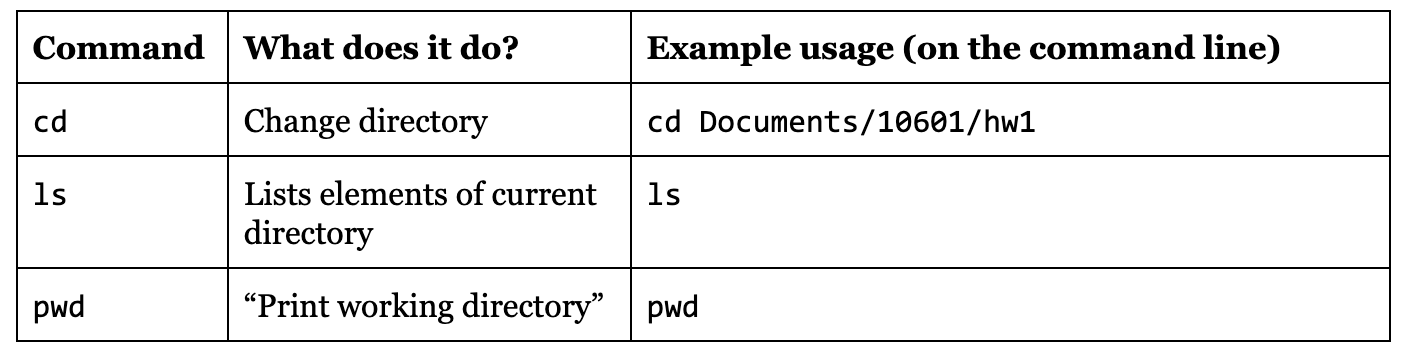 Command What does it do? Example usage (on the command line)
cd Change directory cd Documents/10601/hw1
ls Lists elements of current ls
directory
pwd “Print working directory” pwd